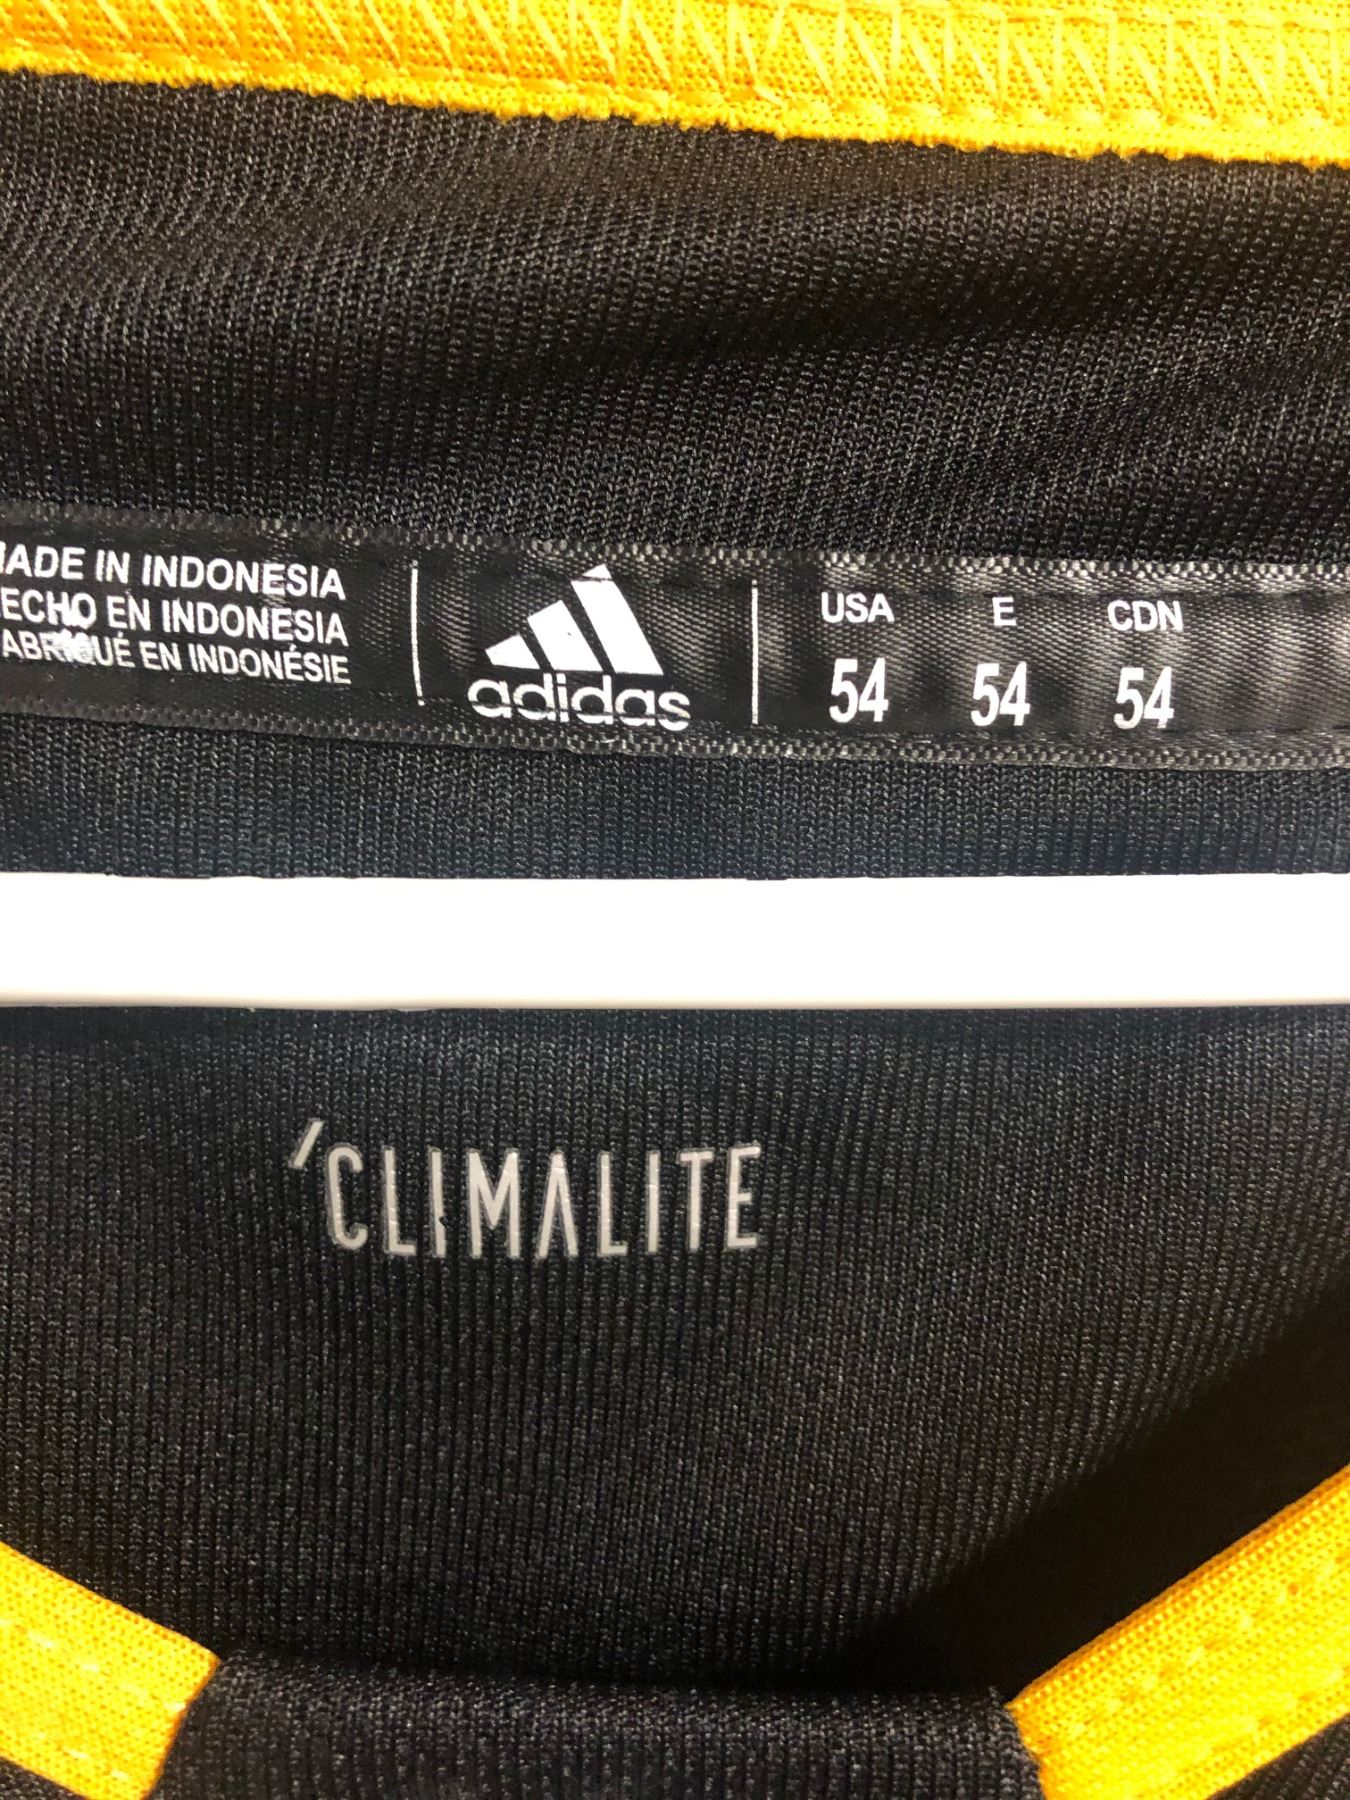 MADE IN INDONESIA
HECHO EN INDONESIA
FABRIQUÉ EN INDONÉSIE
adidas
USA E CDN
54 54 54
'CLIMALITE